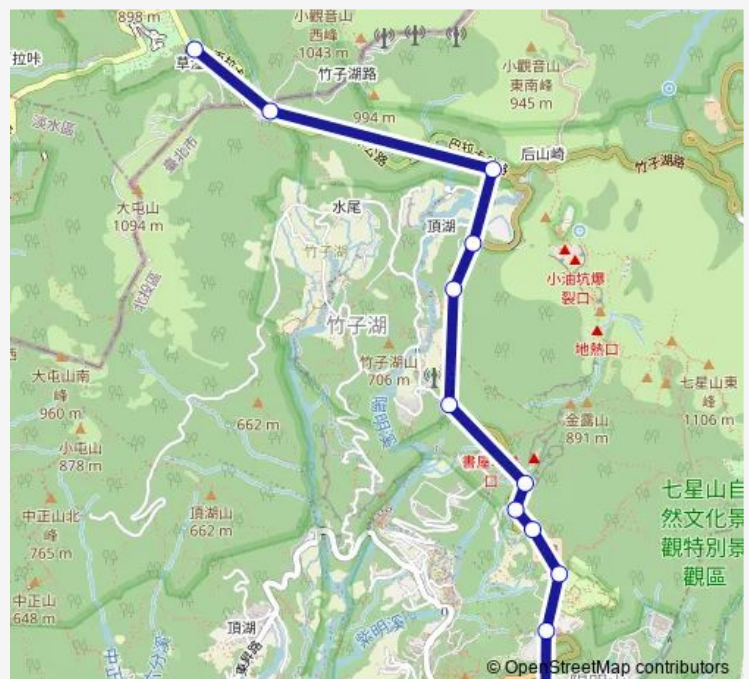 898 m
小觀音山
西峰
1043 m
拉咔
竹子湖路
小觀音山
東南峰
945 m
994 m
淡水區
臺北市
后山崎
竹子湖路
大屯山
1094 m
水尾
頂湖
竹子湖
北投區
小油坑爆
裂口
竹子湖
地熱口
竹子湖山
706 m
大屯山南
峰
960 m
七星山東
峰
1106 m
662 m
金露山
891 m
小屯山
878 m
口
七星山自
然文化景
觀特別景
觀區
中正山北
峰
765 m
頂湖山
662 m
中正山
648 m
頂湖
東昇路
© OpenStreetMap contributors